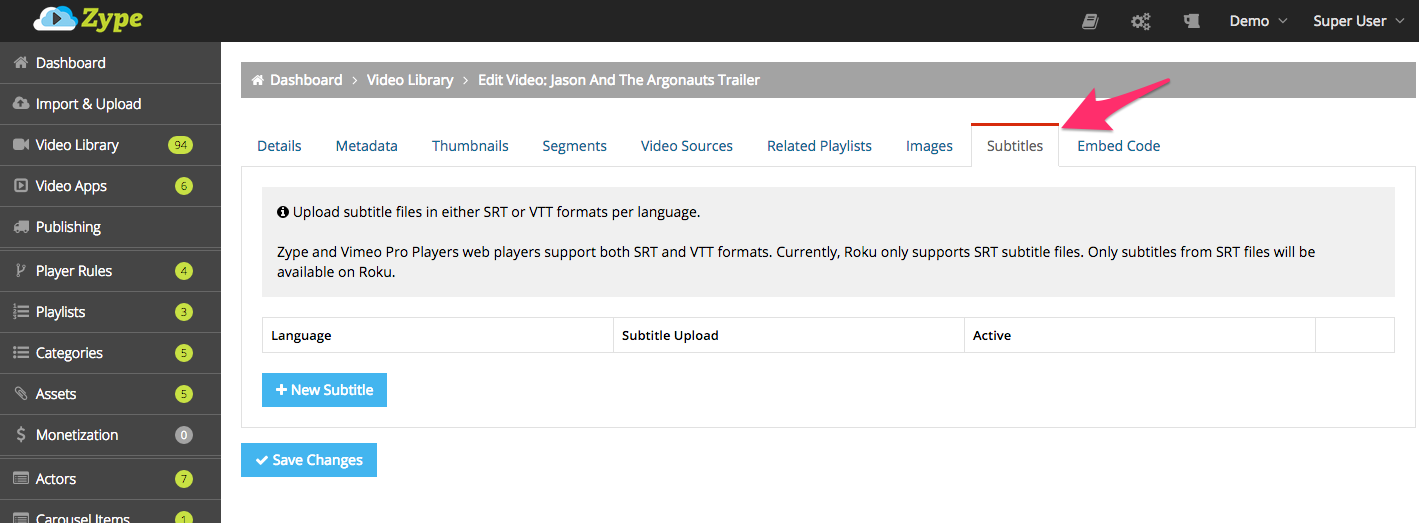 Zype
Demo
Super User
Dashboard
Import & Upload
Video Library 94
Video Apps 6
Publishing
Player Rules 4
Playlists 3
Categories 5
Assets 5
Monetization 0
Actors 7
Carousel Items 1
Dashboard > Video Library > Edit Video: Jason And The Argonauts Trailer
Details Metadata Thumbnails Segments Video Sources Related Playlists Images Subtitles Embed Code
Upload subtitle files in either SRT or VTT formats per language.
Zype and Vimeo Pro Players web players support both SRT and VTT formats. Currently, Roku only supports SRT subtitle files. Only subtitles from SRT files will be
available on Roku.
Language Subtitle Upload Active
+ New Subtitle
Save Changes